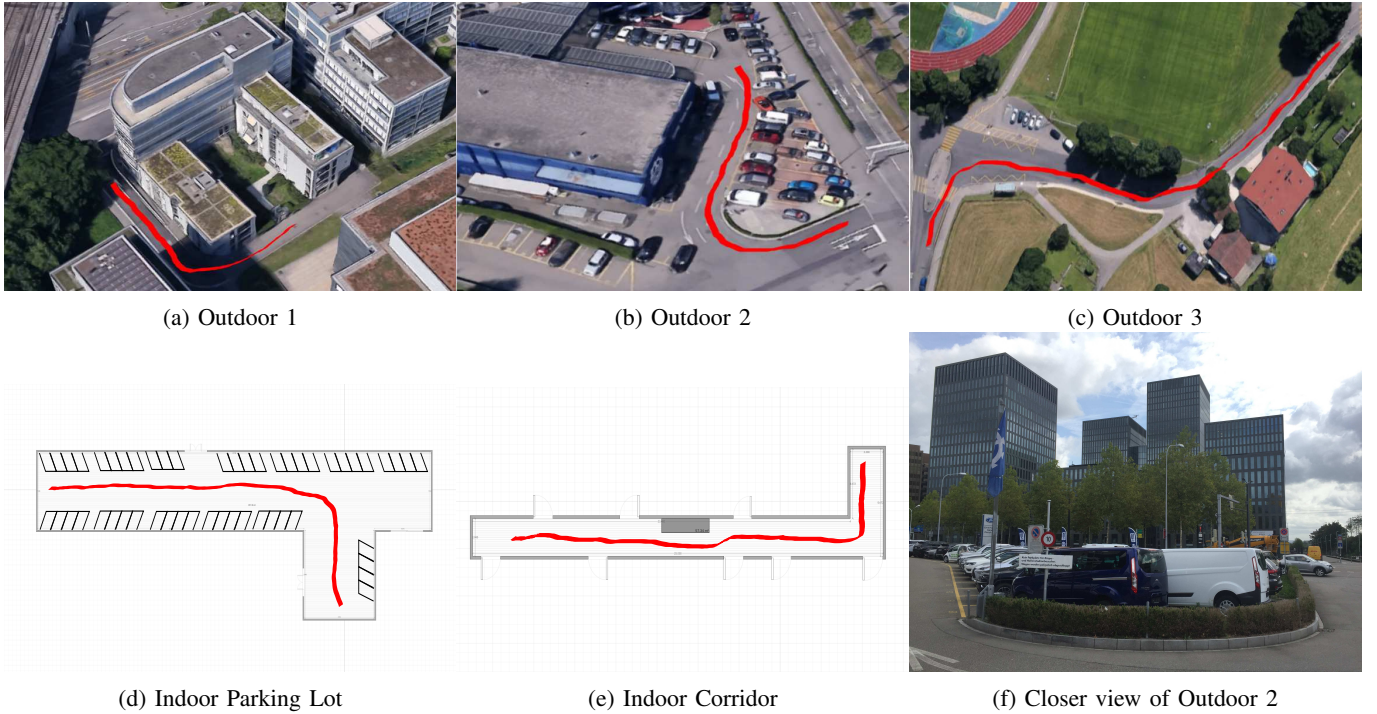 (a) Outdoor 1
(b) Outdoor 2
(c) Outdoor 3
(d) Indoor Parking Lot
(e) Indoor Corridor
(f) Closer view of Outdoor 2